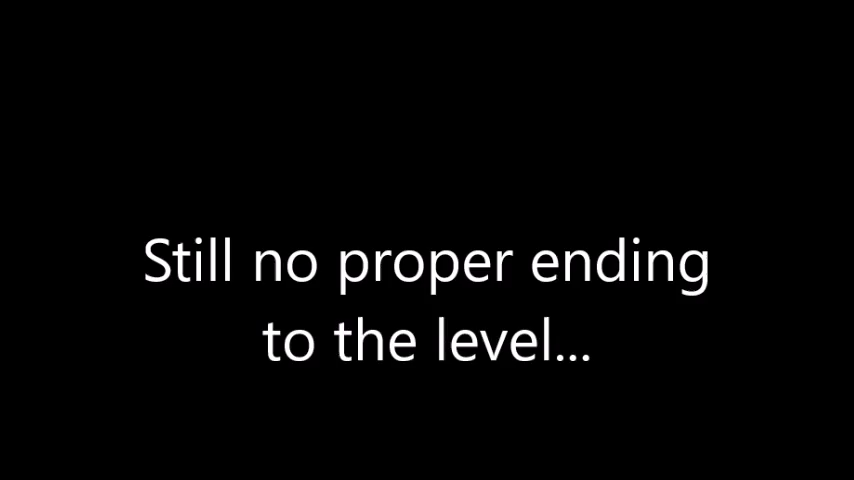 Still no proper ending
to the level...